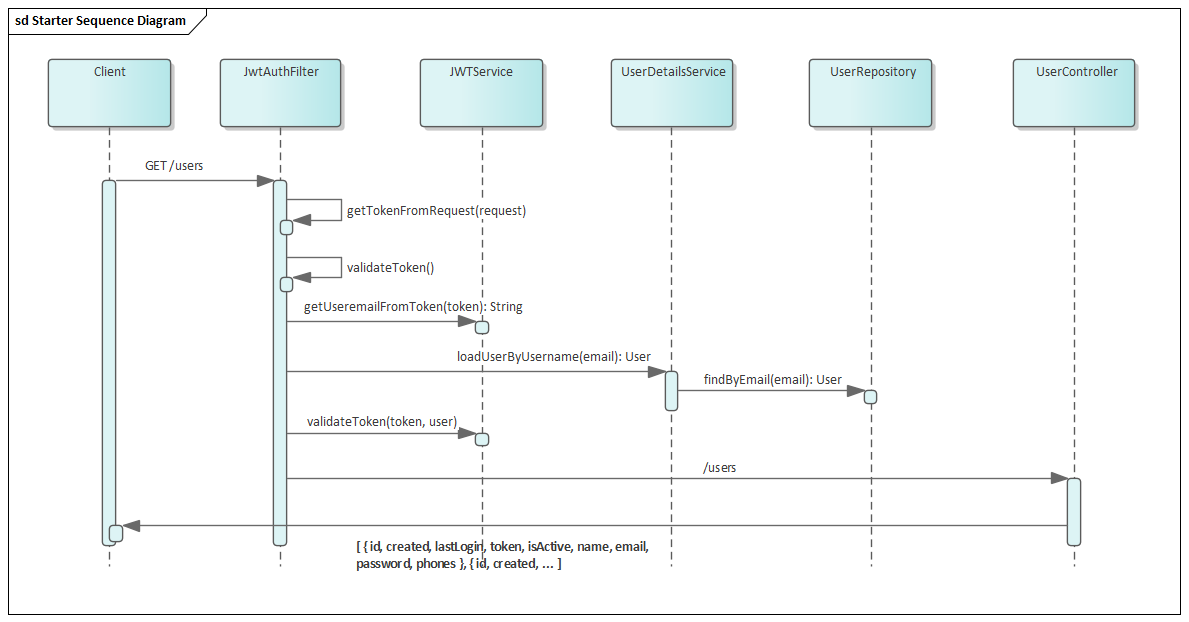 sd Starter Sequence Diagram
Client
JwtAuthFilter
JWTService
UserDetailsService
UserRepository
UserController
GET /users
getTokenFromRequest(request)
validateToken()
getUseremailFromToken(token): String
loadUserByUsername(email): User
findByEmail(email): User
validateToken(token, user)
/users
[ { id, created, lastLogin, token, isActive, name, email,
password, phones }, { id, created, ... ]